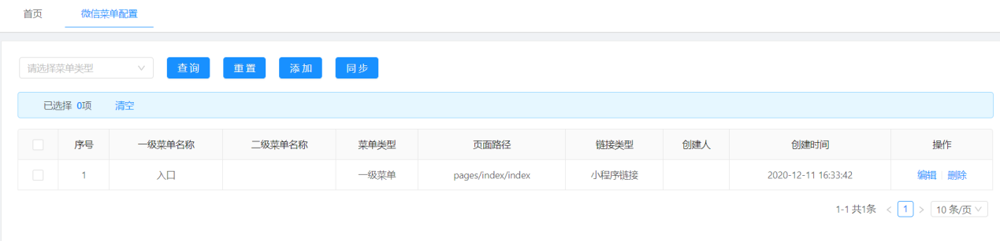 首页 微信菜单配置
请选择菜单类型 查询 重置 添加 同步
已选择 0项 清空
序号 一级菜单名称 二级菜单名称 菜单类型 页面路径 链接类型 创建人 创建时间 操作
1 入口 一级菜单 pages/index/index 小程序链接 2020-12-11 16:33:42 编辑 删除
1-1 共1条 < 1 > 10 条/页